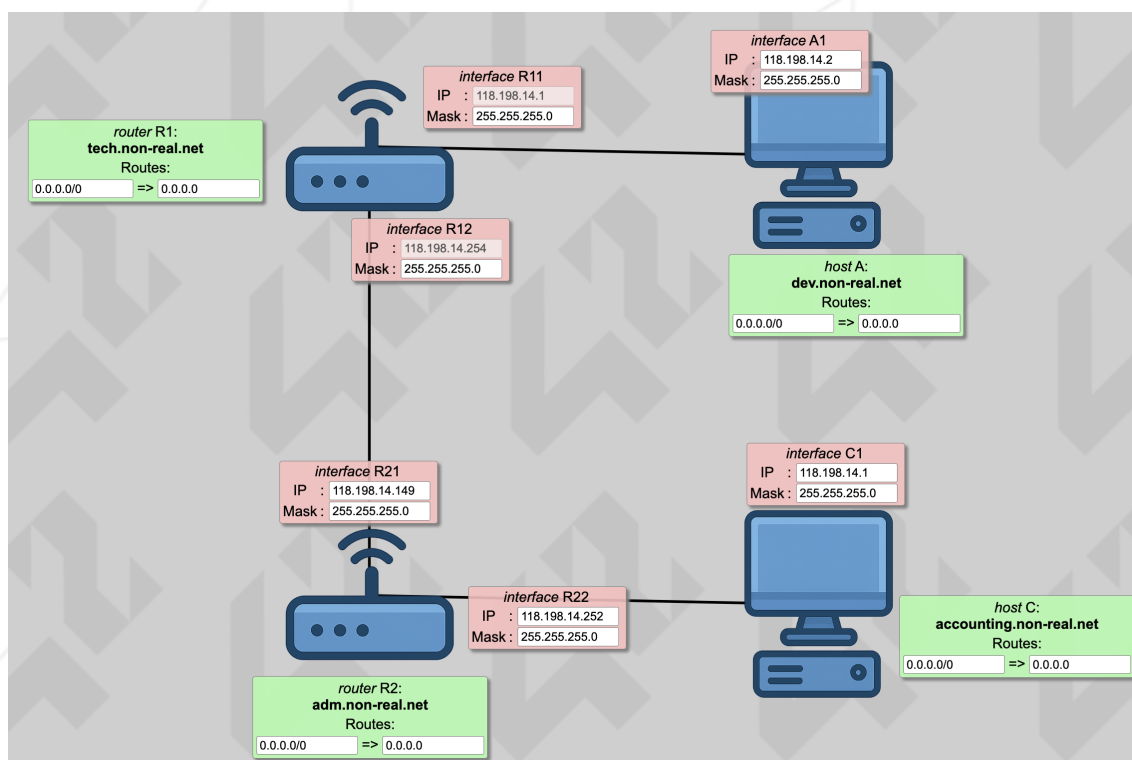 interface A1
IP : 118.198.14.2
Mask : 255.255.255.0
interface R11
IP : 118.198.14.1
Mask : 255.255.255.0
router R1:
tech.non-real.net
Routes:
0.0.0.0/0 => 0.0.0.0
interface R12
IP : 118.198.14.254
Mask : 255.255.255.0
host A:
dev.non-real.net
Routes:
0.0.0.0/0 => 0.0.0.0
interface C1
IP : 118.198.14.1
Mask : 255.255.255.0
interface R21
IP : 118.198.14.149
Mask : 255.255.255.0
interface R22
IP : 118.198.14.252
Mask : 255.255.255.0
host C:
accounting.non-real.net
Routes:
0.0.0.0/0 => 0.0.0.0
router R2:
adm.non-real.net
Routes:
0.0.0.0/0 => 0.0.0.0